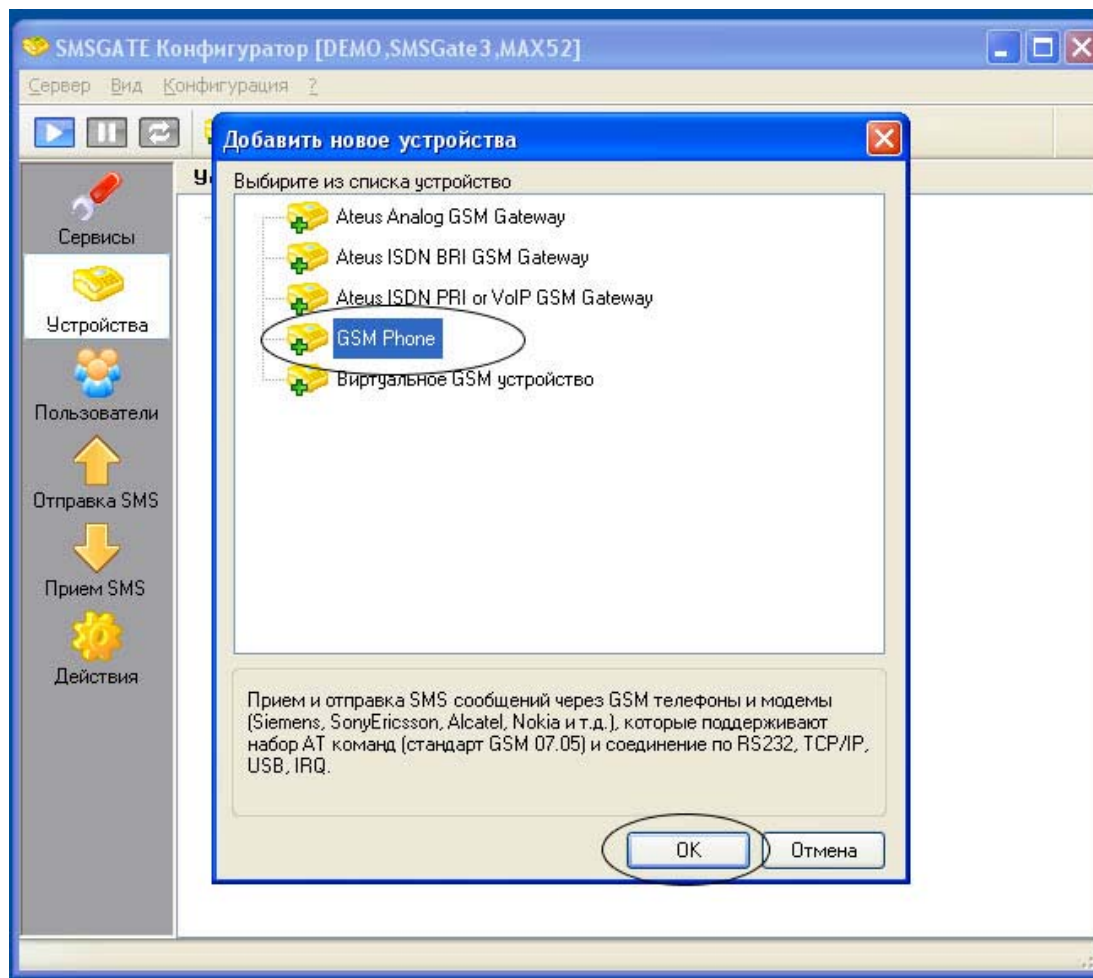 SMSGATE Конфигуратор [DEMO,SMSGate3,MAX52]
Сервер Вид Конфигурация ?
Добавить новое устройства
Выбирите из списка устройство
Ateus Analog GSM Gateway
Ateus ISDN BRI GSM Gateway
Ateus ISDN PRI or VoIP GSM Gateway
GSM Phone
Виртуальное GSM устройство
Сервисы
Устройства
Пользователи
Отправка SMS
Прием SMS
Действия
Прием и отправка SMS сообщений через GSM телефоны и модемы
(Siemens, SonyEricsson, Alcatel, Nokia и т.д.), которые поддерживают
набор AT команд (стандарт GSM 07.05) и соединение по RS232, TCP/IP,
USB, IRQ.
OK Отмена